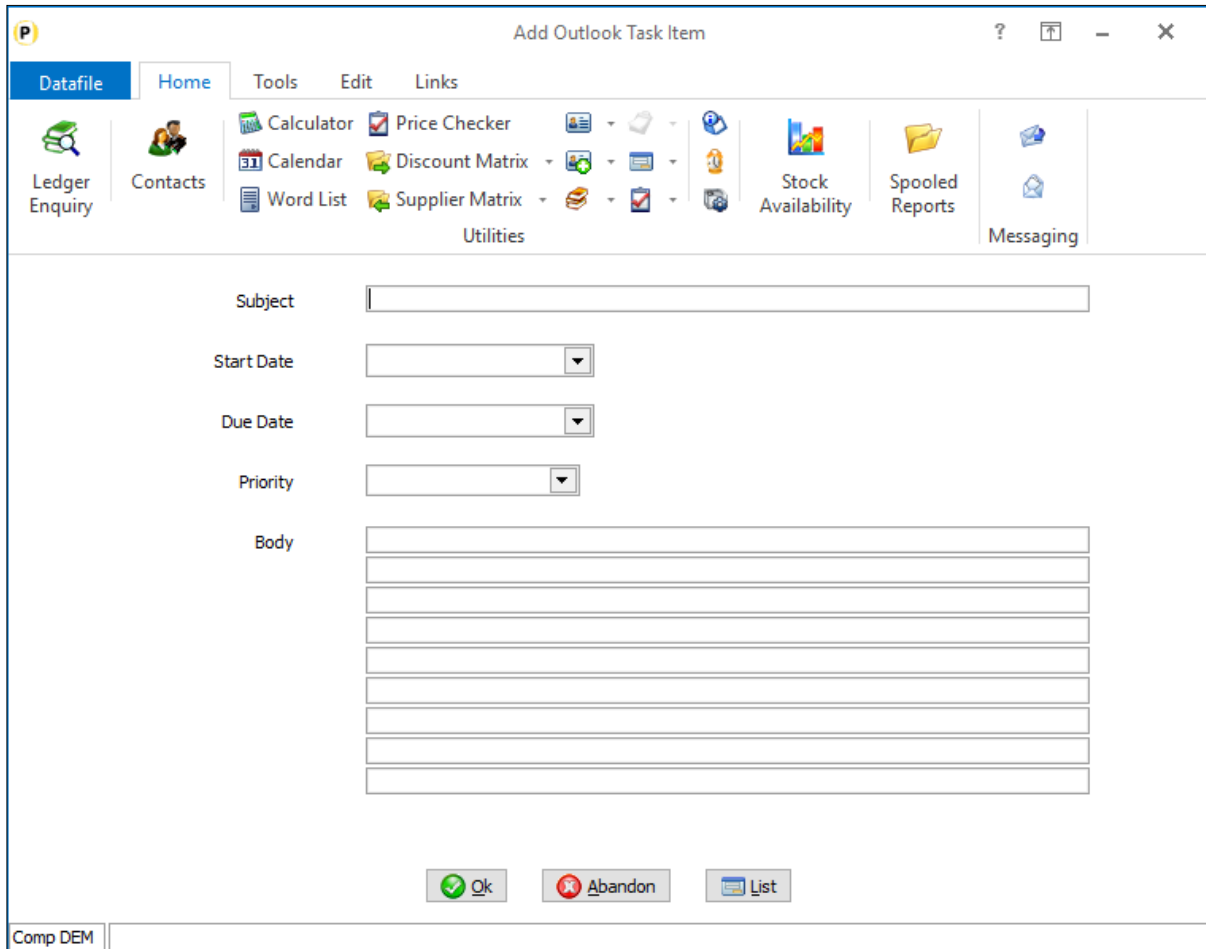 P
Add Outlook Task Item
?
Datafile Home Tools Edit Links
Calculator Price Checker
31 Calendar Discount Matrix
Word List Supplier Matrix
Ledger
Enquiry
Contacts
Stock
Availability
Spooled
Reports
Utilities
Messaging
Subject
Start Date
Due Date
Priority
Body
Ok Abandon List
Comp DEM